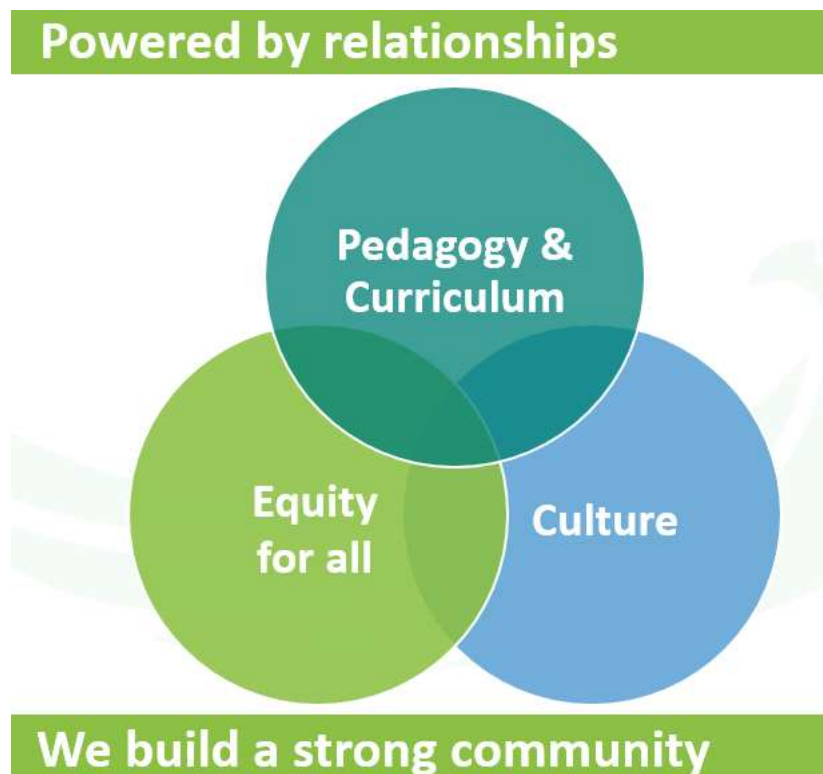 Powered by relationships
Pedagogy &
Curriculum
Equity
for all
Culture
We build a strong community